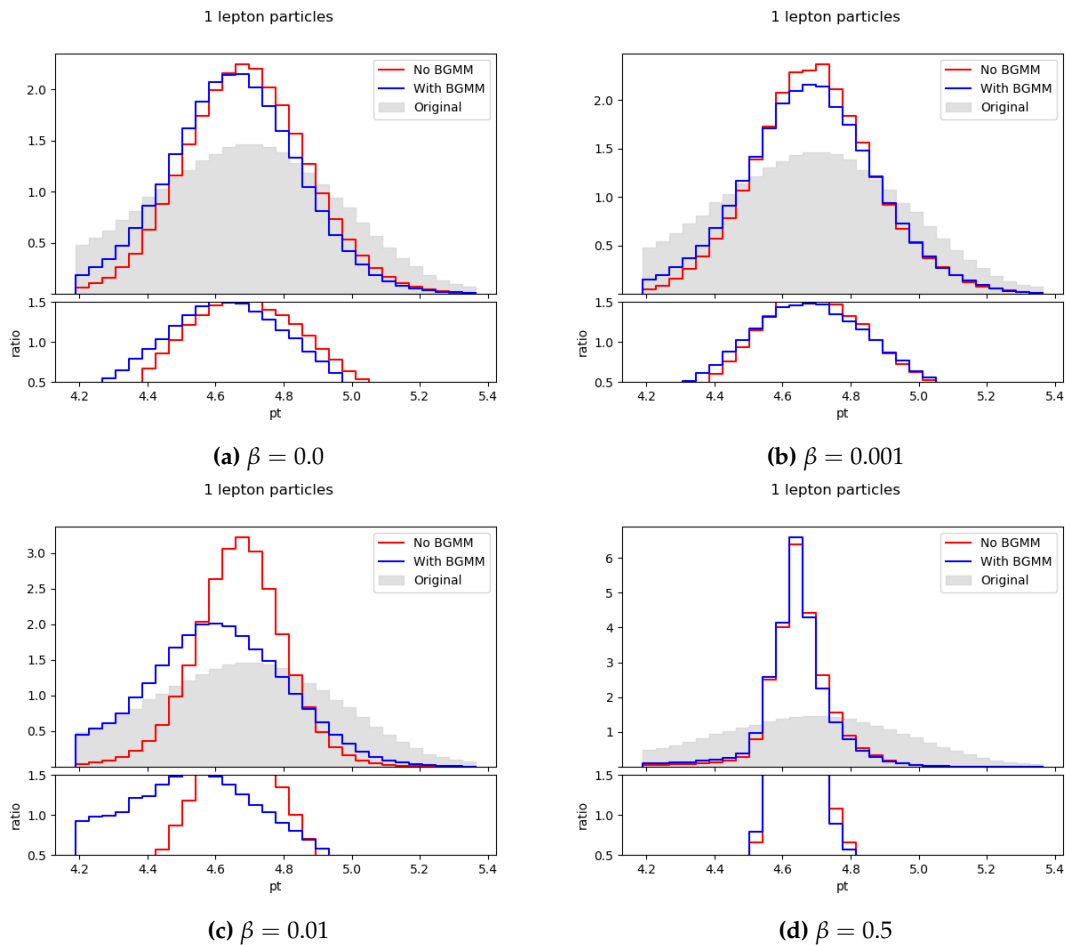 1 lepton particles
No BGMM
With BGMM
Original
2.0
1.5
1.0
0.5
1.5
1.0
0.5
ratio
4.2 4.4 4.6 4.8 5.0 5.2 5.4
pt
(a) β = 0.0
1 lepton particles
No BGMM
With BGMM
Original
2.0
1.5
1.0
0.5
1.5
1.0
0.5
ratio
4.2 4.4 4.6 4.8 5.0 5.2 5.4
pt
(b) β = 0.001
1 lepton particles
No BGMM
With BGMM
Original
3.0
2.5
2.0
1.5
1.0
0.5
1.5
1.0
0.5
ratio
4.2 4.4 4.6 4.8 5.0 5.2 5.4
pt
(c) β = 0.01
1 lepton particles
No BGMM
With BGMM
Original
6
5
4
3
2
1
1.5
1.0
0.5
ratio
4.2 4.4 4.6 4.8 5.0 5.2 5.4
pt
(d) β = 0.5